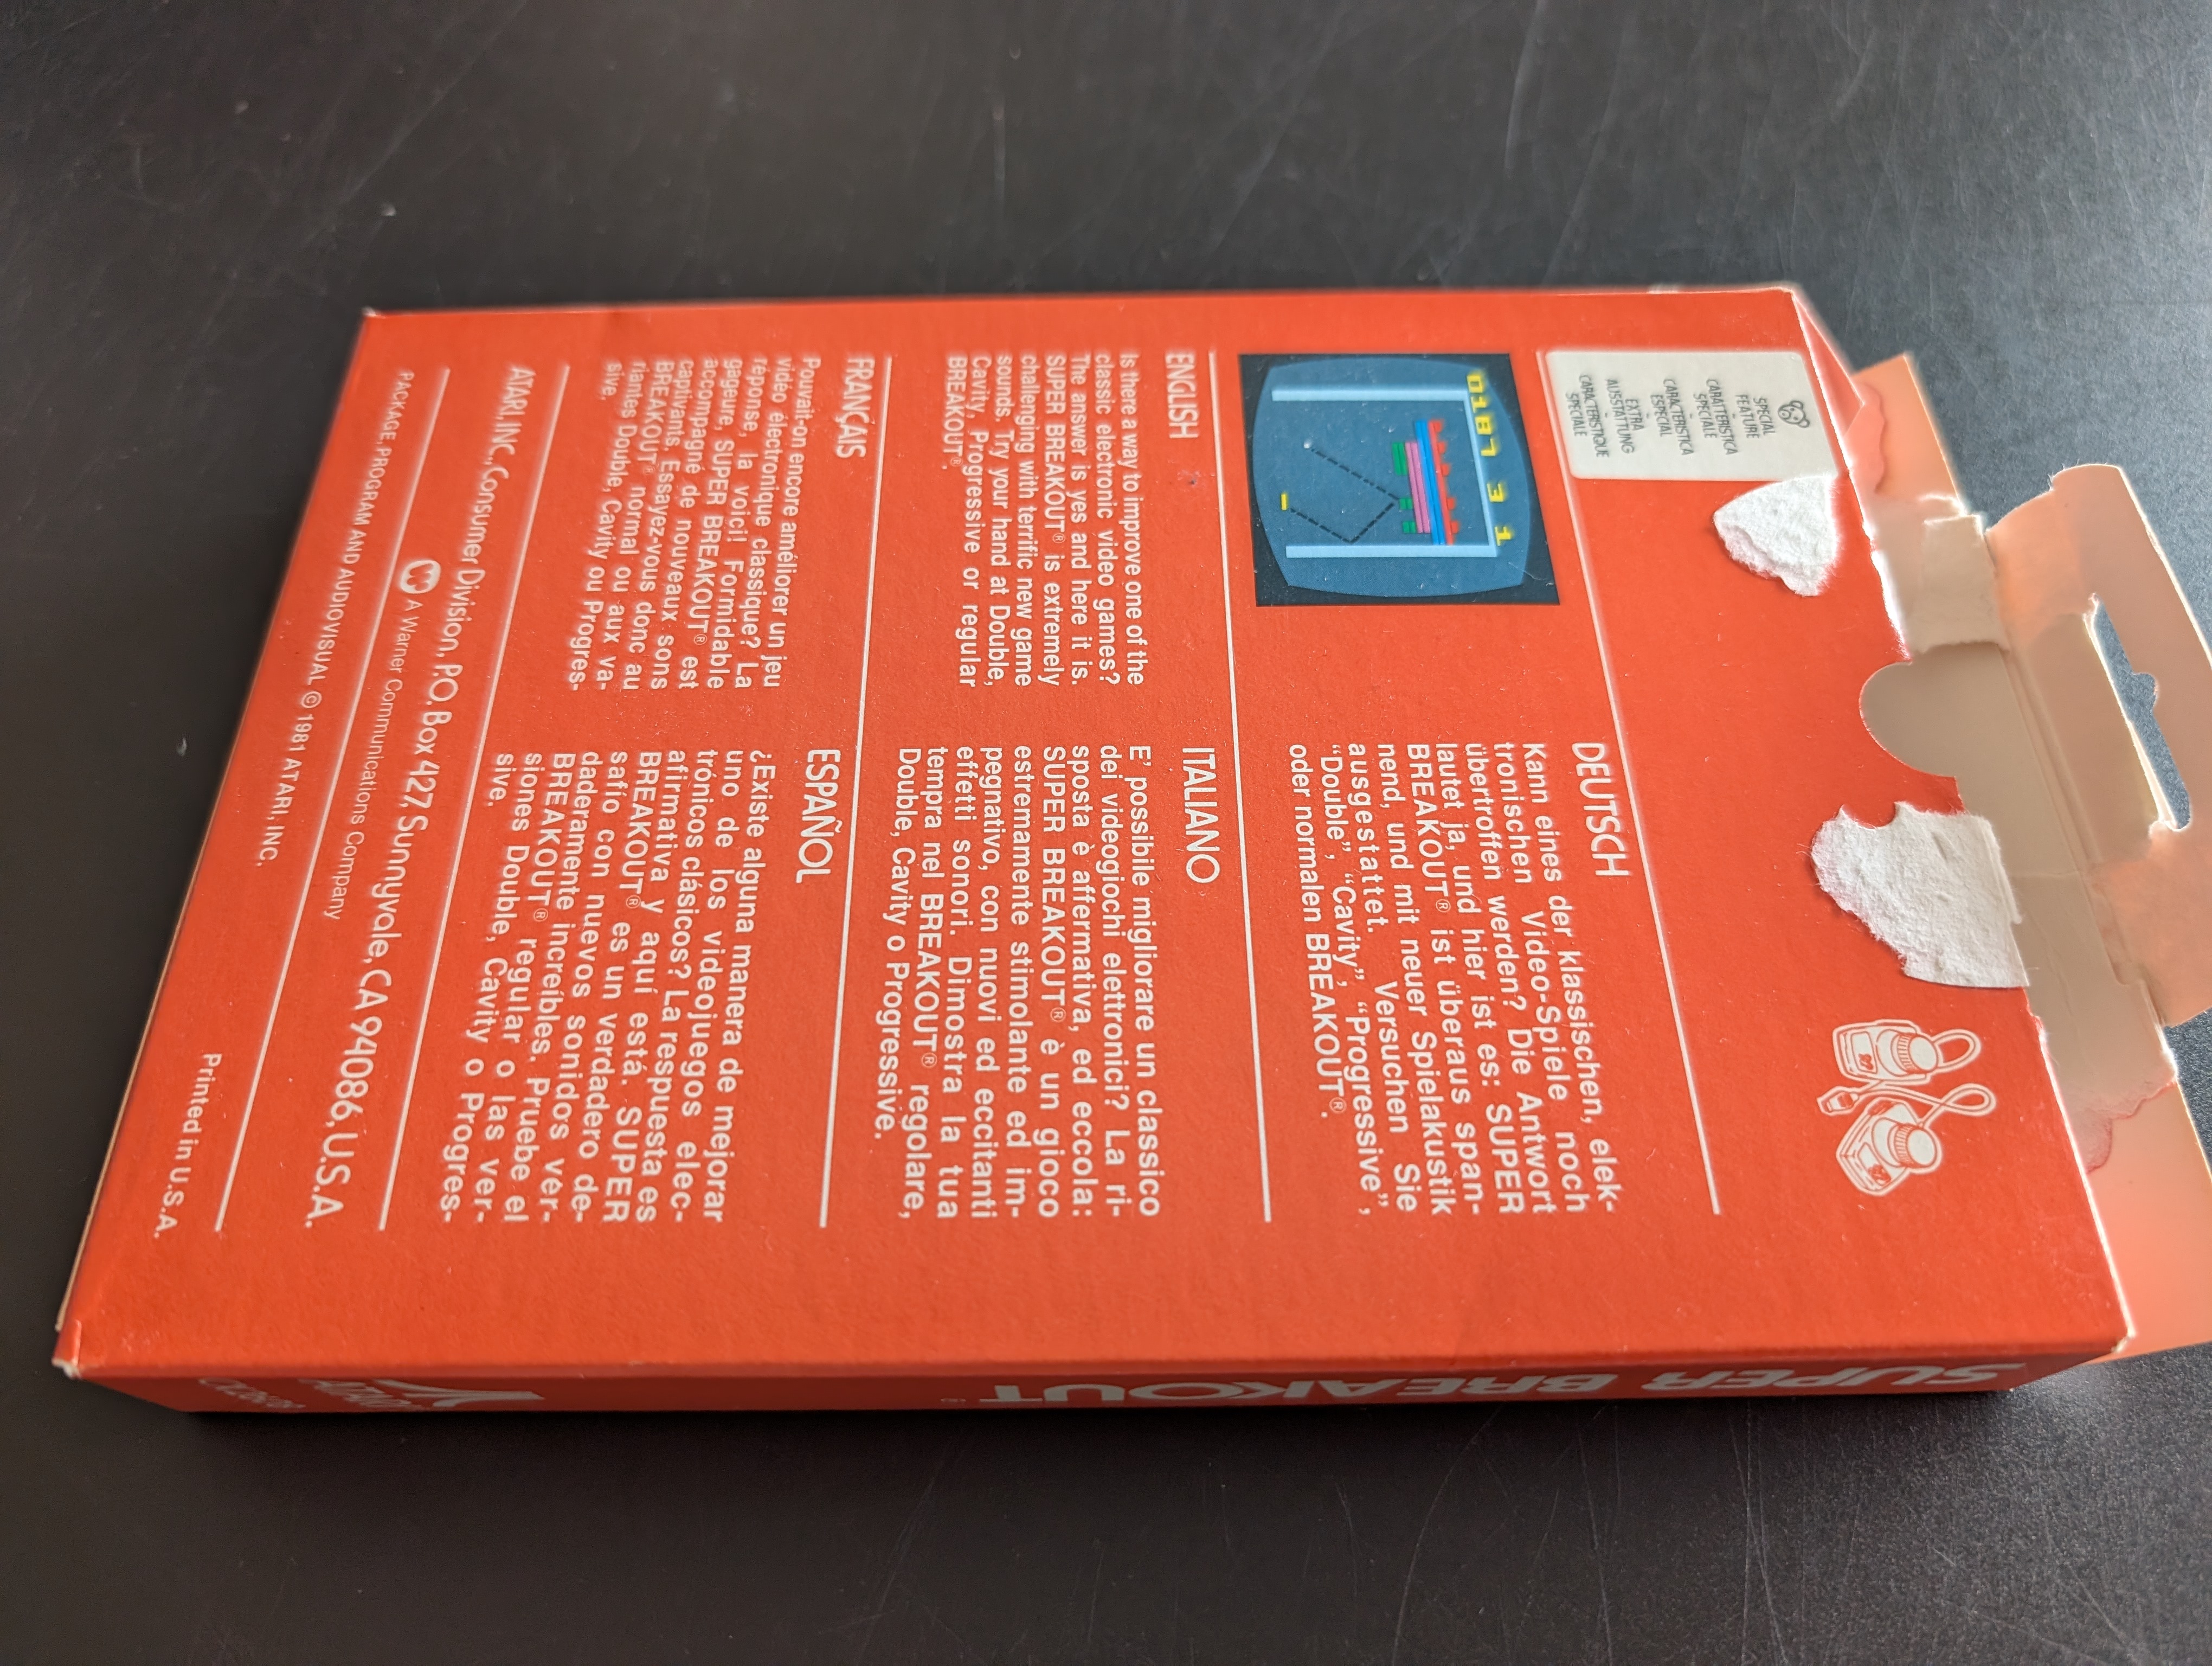 SPECIAL
FEATURE
CARATTERISTICA
SPECIALE
CARACTERISTICA
ESPECIAL
EXTRA
AUSSTATTUNG
CARACTERISTIQUE
SPECIALE
0187 3 1
DEUTSCH
Kann eines der klassischen, elek-
tronischen Video-Spiele noch
übertroffen werden? Die Antwort
lautet ja, und hier ist es: SUPER
BREAKOUT® ist überaus span-
nend, und mit neuer Spielakustik
ausgestattet. Versuchen Sie
“Double”, “Cavity”, “Progressive”,
oder normalen BREAKOUT®.
ENGLISH
Is there a way to improve one of the
classic electronic video games?
The answer is yes and here it is.
SUPER BREAKOUT® is extremely
challenging with terrific new game
sounds. Try your hand at Double,
Cavity, Progressive or regular
BREAKOUT®.
ITALIANO
E' possibile migliorare un classico
dei videogiochi elettronici? La ri-
sposta è affermativa, ed eccola:
SUPER BREAKOUT® è un gioco
estremamente stimolante ed im-
pegnativo, con nuovi ed eccitanti
effetti sonori. Dimostra la tua
tempra nel BREAKOUT® regolare,
Double, Cavity o Progressive.
FRANÇAIS
Pouvait-on encore améliorer un jeu
vidéo électronique classique? La
réponse, la voici! Formidable
gageure, SUPER BREAKOUT® est
accompagné de nouveaux sons
captivants. Essayez-vous donc au
BREAKOUT® normal ou aux va-
riantes Double, Cavity ou Progres-
sive.
ESPAÑOL
¿Existe alguna manera de mejorar
uno de los videojuegos elec-
trónicos clásicos? La respuesta es
afirmativa y aquí está. SUPER
BREAKOUT® es un verdadero de-
safío con nuevos sonidos ver-
daderamente increíbles. Pruebe el
BREAKOUT® regular o las ver-
siones Double, Cavity o Progres-
sive.
ATARI, INC., Consumer Division, P.O. Box 427, Sunnyvale, CA 94086, U.S.A.
A Warner Communications Company
PACKAGE, PROGRAM AND AUDIOVISUAL © 1981 ATARI, INC.
Printed in U.S.A.
SUPER BREAKOUT®